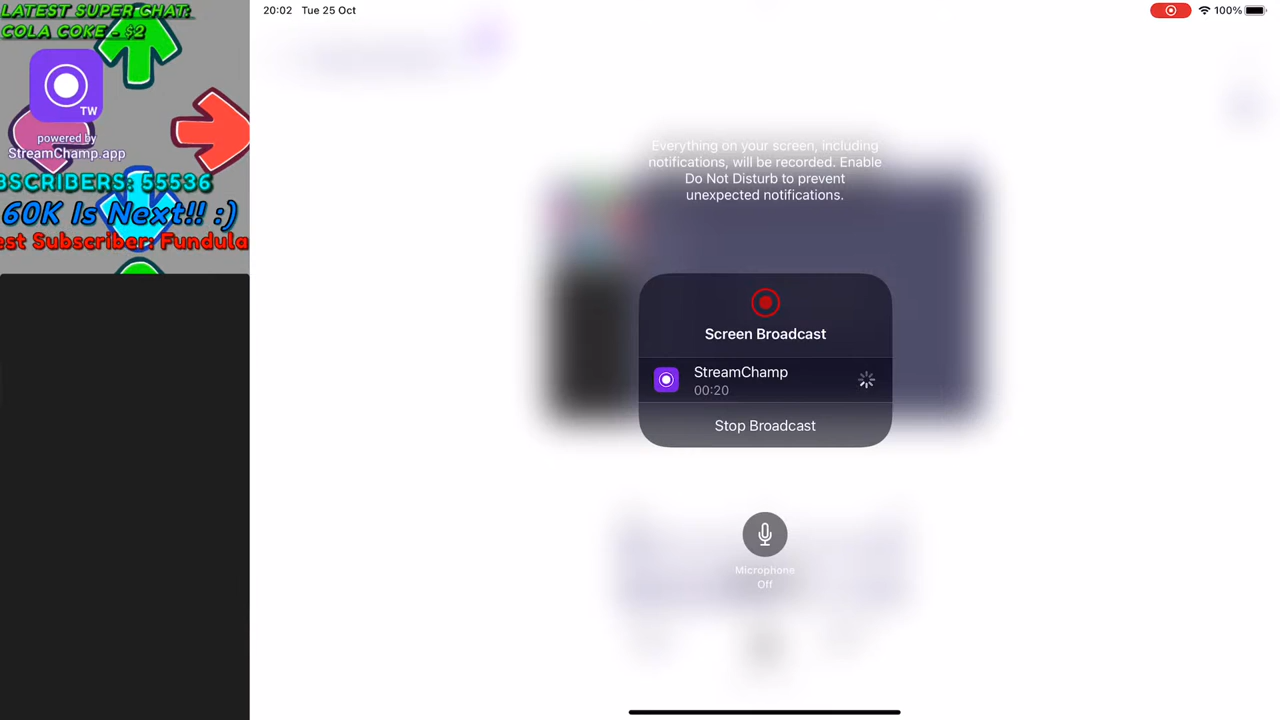 LATEST SUPER CHAT:
COLA COKE - $2
TW
powered by
StreamChamp.app
BSCRIBERS: 55536
60K Is Next!! :)
est Subscriber: Fundula
20:02 Tue 25 Oct
100%
Everything on your screen, including
notifications, will be recorded. Enable
Do Not Disturb to prevent
unexpected notifications.
Screen Broadcast
StreamChamp
00:20
Stop Broadcast
Microphone
Off